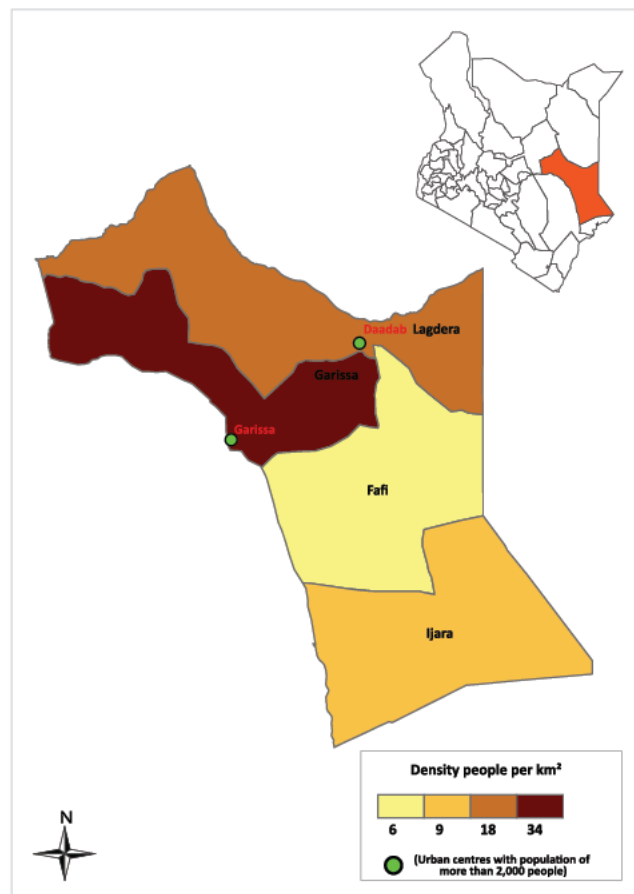 Daadab
Lagdera
Garissa
Garissa
Fafi
Ijara
Density people per km²
6 9 18 34
(Urban centres with population of
more than 2,000 people)
N